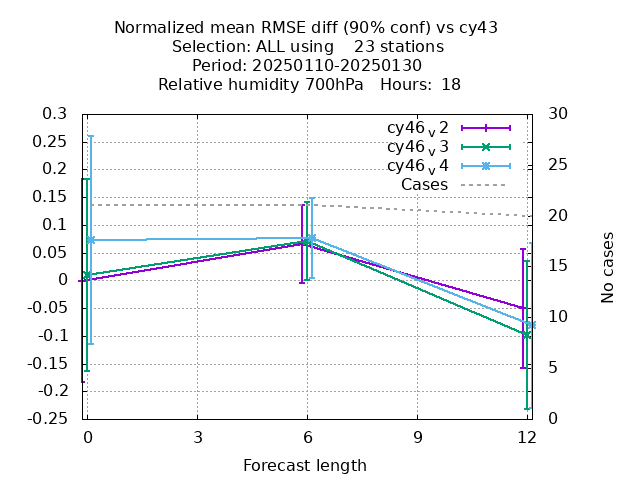 Normalized mean RMSE diff (90% conf) vs cy43
Selection: ALL using    23 stations
Period: 20250110-20250130
Relative humidity 700hPa   Hours:  18
0.3
0.25
0.2
0.15
0.1
0.05
0
-0.05
-0.1
-0.15
-0.2
-0.25
cy46v2
cy46v3
cy46v4
Cases
30
25
20
15
10
5
0
No cases
0 3 6 9 12
Forecast length